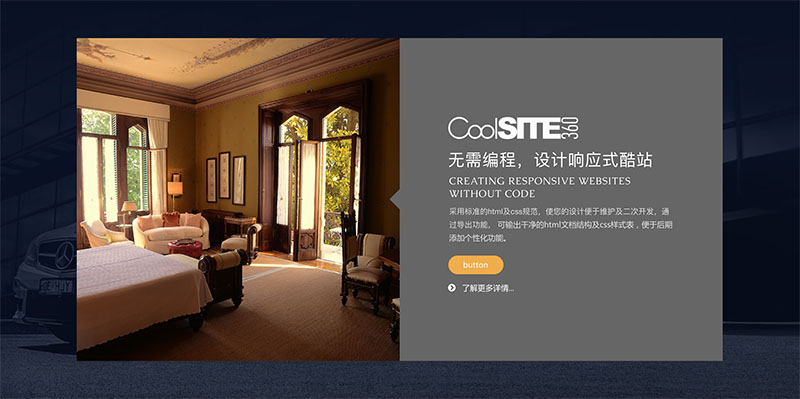 CoolSITE360
无需编程，设计响应式酷站
CREATING RESPONSIVE WEBSITES
WITHOUT CODE
采用标准的html及css规范，使您的设计便于维护及二次开发，通
过导出功能， 可输出干净的html文档结构及css样式表，便于后期
添加个性化功能。
button
了解更多详情...